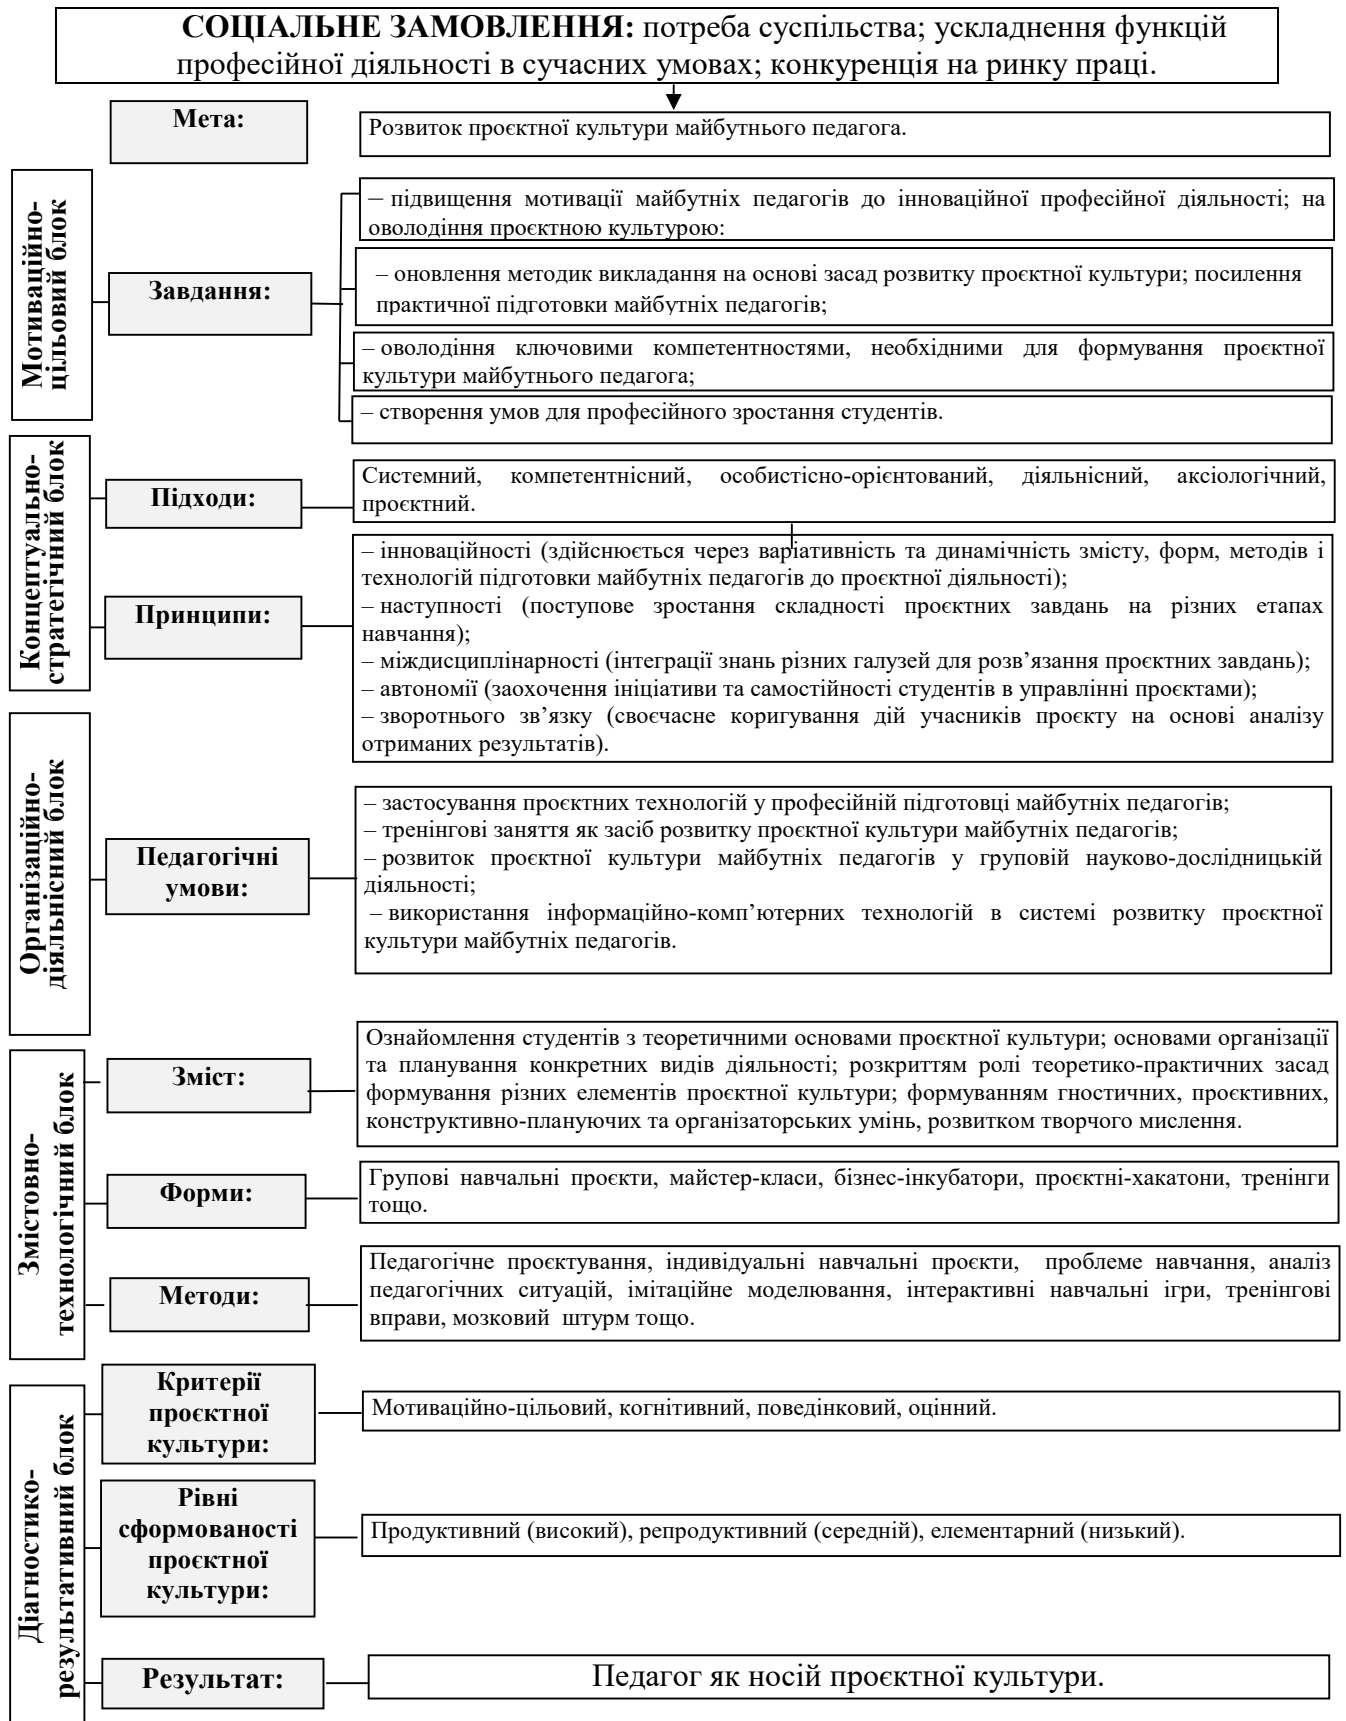 СОЦІАЛЬНЕ ЗАМОВЛЕННЯ: потреба суспільства; ускладнення функцій
професійної діяльності в сучасних умовах; конкуренція на ринку праці.
Мета:
Розвиток проєктної культури майбутнього педагога.
Мотиваційно-
цільовий блок
Завдання:
– підвищення мотивації майбутніх педагогів до інноваційної професійної діяльності; на
оволодіння проєктною культурою:
– оновлення методик викладання на основі засад розвитку проєктної культури; посилення
практичної підготовки майбутніх педагогів;
– оволодіння ключовими компетентностями, необхідними для формування проєктної
культури майбутнього педагога;
– створення умов для професійного зростання студентів.
Концептуально-
стратегічний блок
Підходи:
Системний, компетентнісний, особистісно-орієнтований, діяльнісний, аксіологічний,
проєктний.
Принципи:
– інноваційності (здійснюється через варіативність та динамічність змісту, форм, методів і
технологій підготовки майбутніх педагогів до проєктної діяльності);
– наступності (поступове зростання складності проєктних завдань на різних етапах
навчання);
– міждисциплінарності (інтеграції знань різних галузей для розв’язання проєктних завдань);
– автономії (заохочення ініціативи та самостійності студентів в управлінні проєктами);
– зворотнього зв’язку (своєчасне коригування дій учасників проєкту на основі аналізу
отриманих результатів).
Організаційно-
діяльнісний блок
Педагогічні
умови:
– застосування проєктних технологій у професійній підготовці майбутніх педагогів;
– тренінгові заняття як засіб розвитку проєктної культури майбутніх педагогів;
– розвиток проєктної культури майбутніх педагогів у груповій науково-дослідницькій
діяльності;
– використання інформаційно-комп’ютерних технологій в системі розвитку проєктної
культури майбутніх педагогів.
Змістовно-
технологічний блок
Зміст:
Ознайомлення студентів з теоретичними основами проєктної культури; основами організації
та планування конкретних видів діяльності; розкриттям ролі теоретико-практичних засад
формування різних елементів проєктної культури; формуванням гностичних, проєктивних,
конструктивно-плануючих та організаторських умінь, розвитком творчого мислення.
Форми:
Групові навчальні проєкти, майстер-класи, бізнес-інкубатори, проєктні-хакатони, тренінги
тощо.
Методи:
Педагогічне проєктування, індивідуальні навчальні проєкти, проблеме навчання, аналіз
педагогічних ситуацій, імітаційне моделювання, інтерактивні навчальні ігри, тренінгові
вправи, мозковий штурм тощо.
Діагностико-
результативний блок
Критерії
проєктної
культури:
Мотиваційно-цільовий, когнітивний, поведінковий, оцінний.
Рівні
сформованості
проєктної
культури:
Продуктивний (високий), репродуктивний (середній), елементарний (низький).
Результат:
Педагог як носій проєктної культури.